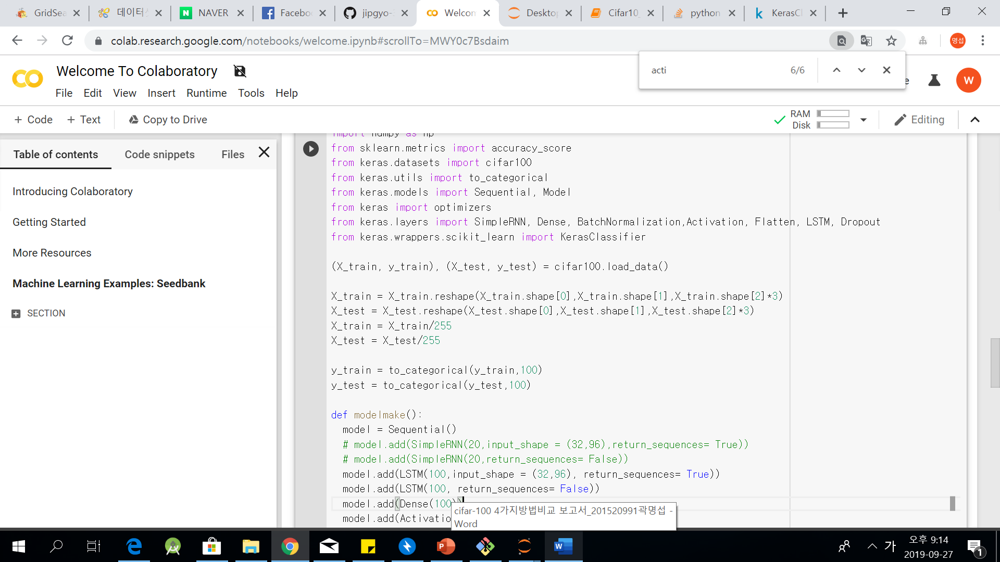 GridSea
데이터
NAVER
Facebo
jipgyo-
Welcom
Desktop
Cifar10_
python
KerasCl
colab.research.google.com/notebooks/welcome.ipynb#scrollTo=MWY0c7Bsdaim
명섭
acti 6/6
Welcome To Colaboratory
File Edit View Insert Runtime Tools Help
W
+ Code + Text Copy to Drive
RAM
Disk
Editing
Table of contents Code snippets Files
Introducing Colaboratory
Getting Started
More Resources
Machine Learning Examples: Seedbank
SECTION
import numpy as np
from sklearn.metrics import accuracy_score
from keras.datasets import cifar100
from keras.utils import to_categorical
from keras.models import Sequential, Model
from keras import optimizers
from keras.layers import SimpleRNN, Dense, BatchNormalization,Activation, Flatten, LSTM, Dropout
from keras.wrappers.scikit_learn import KerasClassifier
(X_train, y_train), (X_test, y_test) = cifar100.load_data()
X_train = X_train.reshape(X_train.shape[0],X_train.shape[1],X_train.shape[2]*3)
X_test = X_test.reshape(X_test.shape[0],X_test.shape[1],X_test.shape[2]*3)
X_train = X_train/255
X_test = X_test/255
y_train = to_categorical(y_train,100)
y_test = to_categorical(y_test,100)
def modelmake():
model = Sequential()
# model.add(SimpleRNN(20,input_shape = (32,96),return_sequences= True))
# model.add(SimpleRNN(20,return_sequences= False))
model.add(LSTM(100,input_shape = (32,96), return_sequences= True))
model.add(LSTM(100, return_sequences= False))
model.add(Dense(100))
model.add(Activatio
cifar-100 4가지방법비교 보고서_201520991곽명섭 -
Word
가
오후 9:14
2019-09-27
1